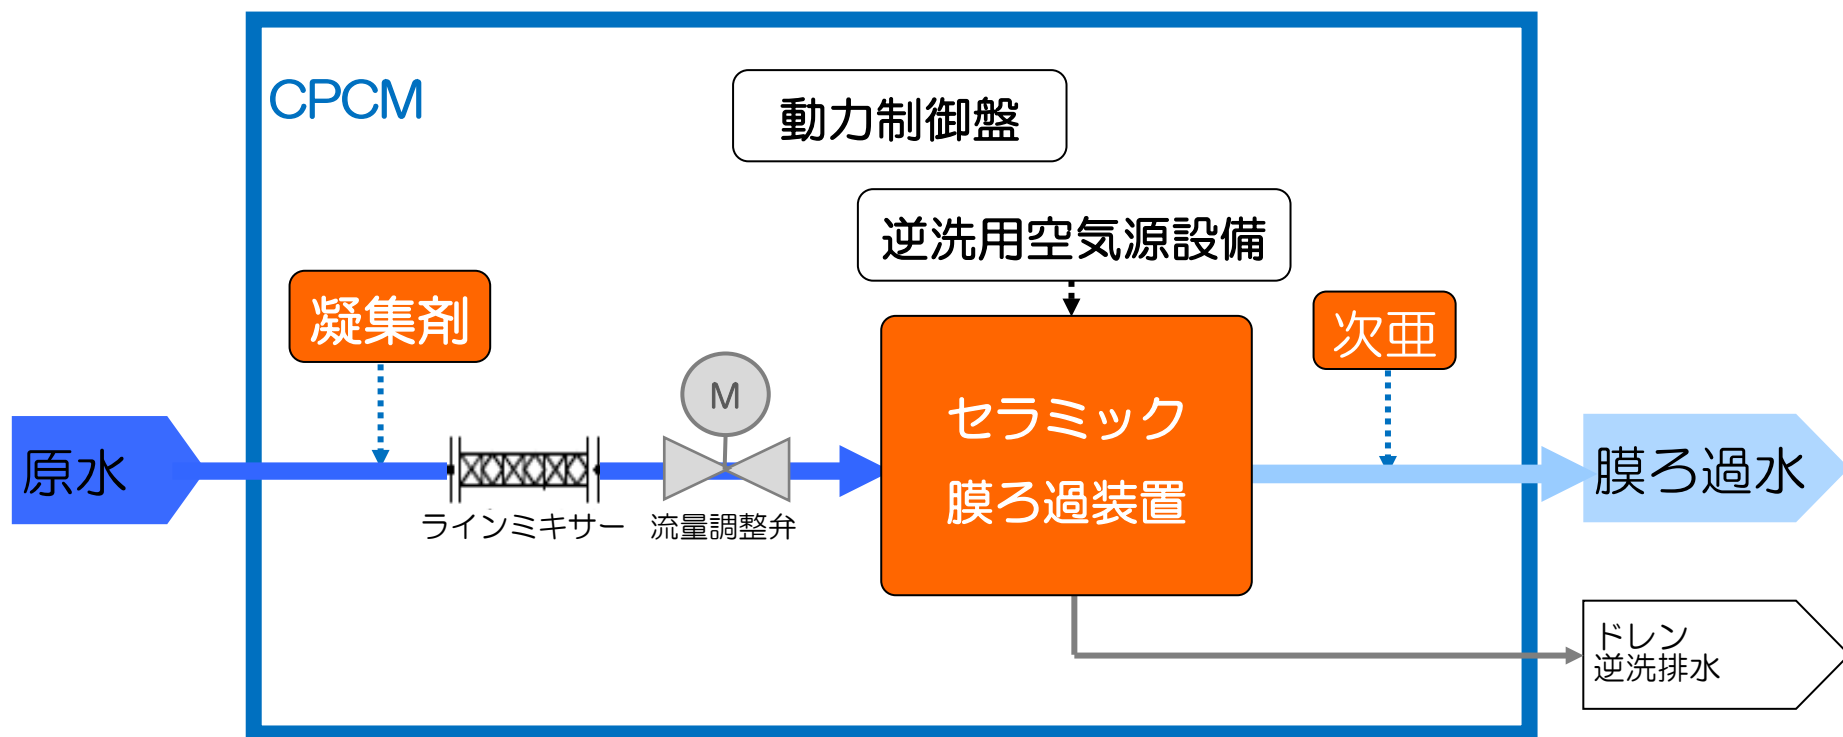 CPCM
動力制御盤
逆洗用空気源設備
凝集剤
次亜
M
セラミック
膜ろ過装置
原水
膜ろ過水
ラインミキサー
流量調整弁
ドレン
逆洗排水